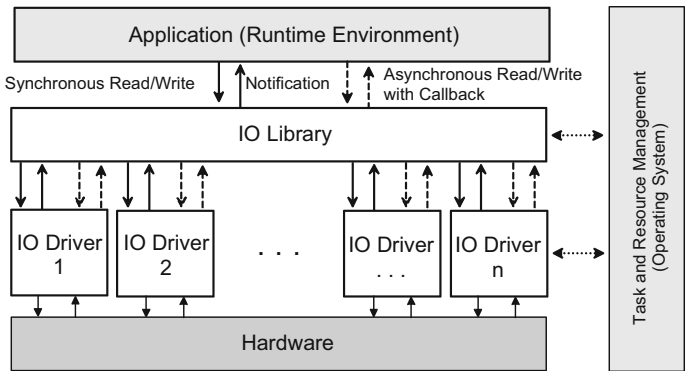 Application (Runtime Environment)
Synchronous Read/Write
Notification
Asynchronous Read/Write
with Callback
IO Library
IO Driver
1
IO Driver
2
. . .
IO Driver
. . .
IO Driver
n
Hardware
Task and Resource Management
(Operating System)